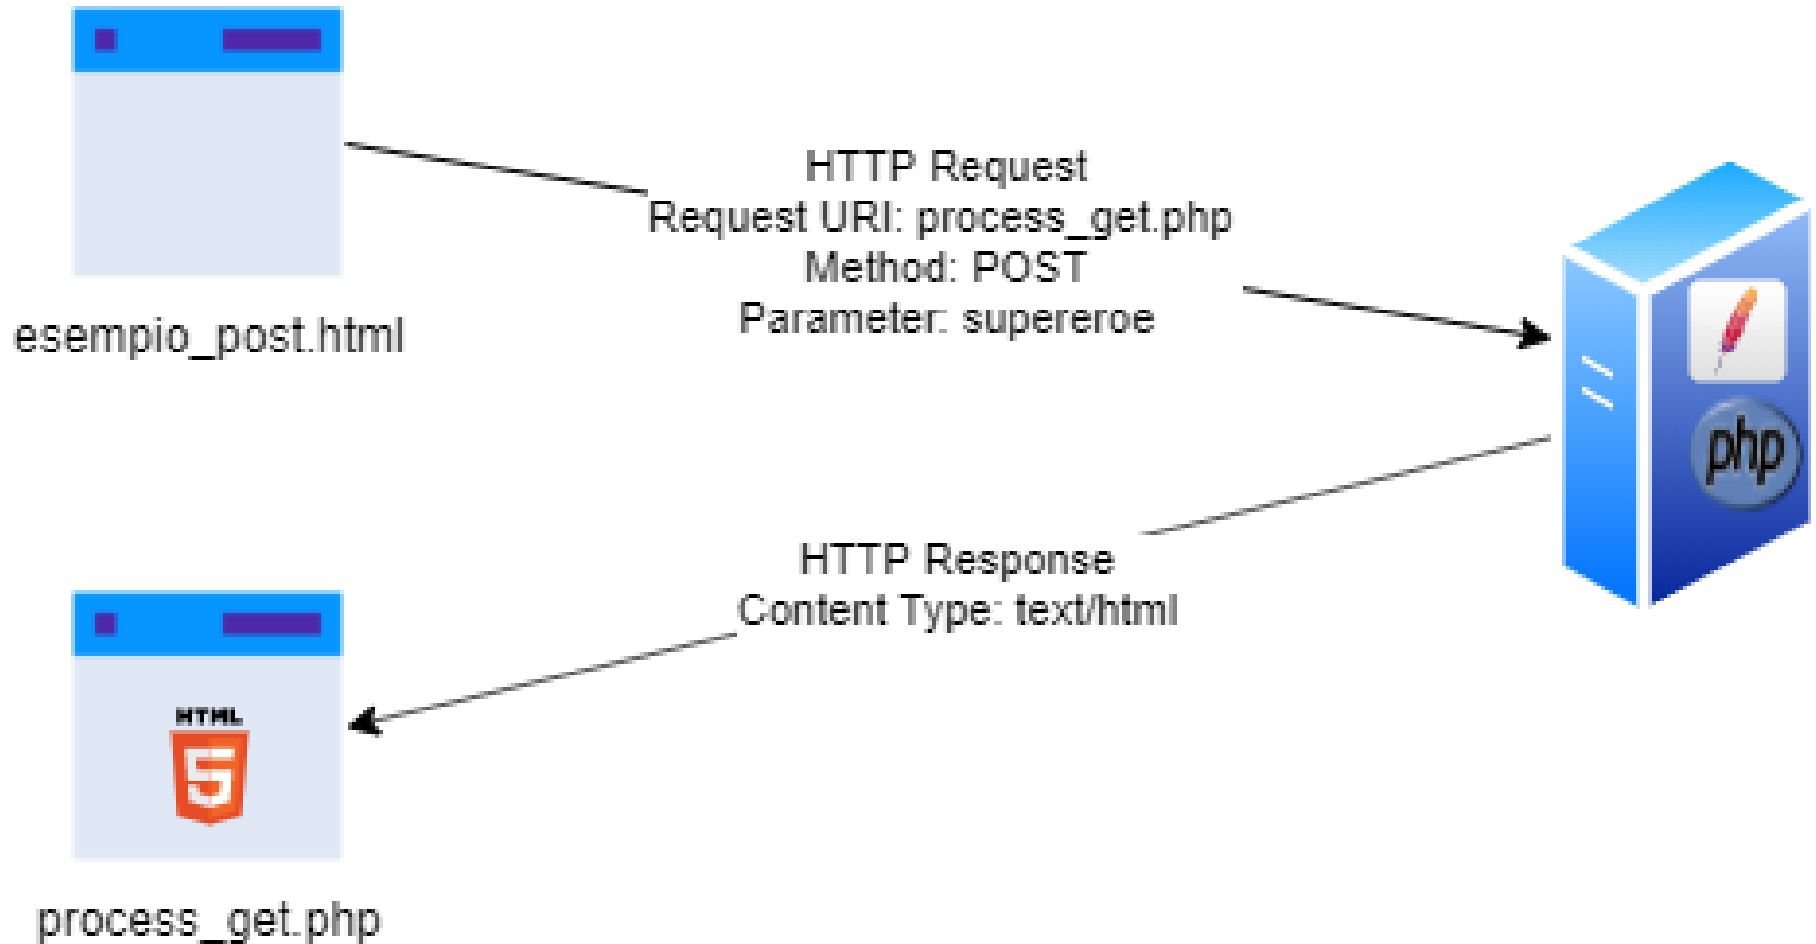 HTTP Request
Request URI: process_get.php
Method: POST
Parameter: supereroe
esempio_post.html
php
HTTP Response
Content Type: text/html
HTML
5
process_get.php